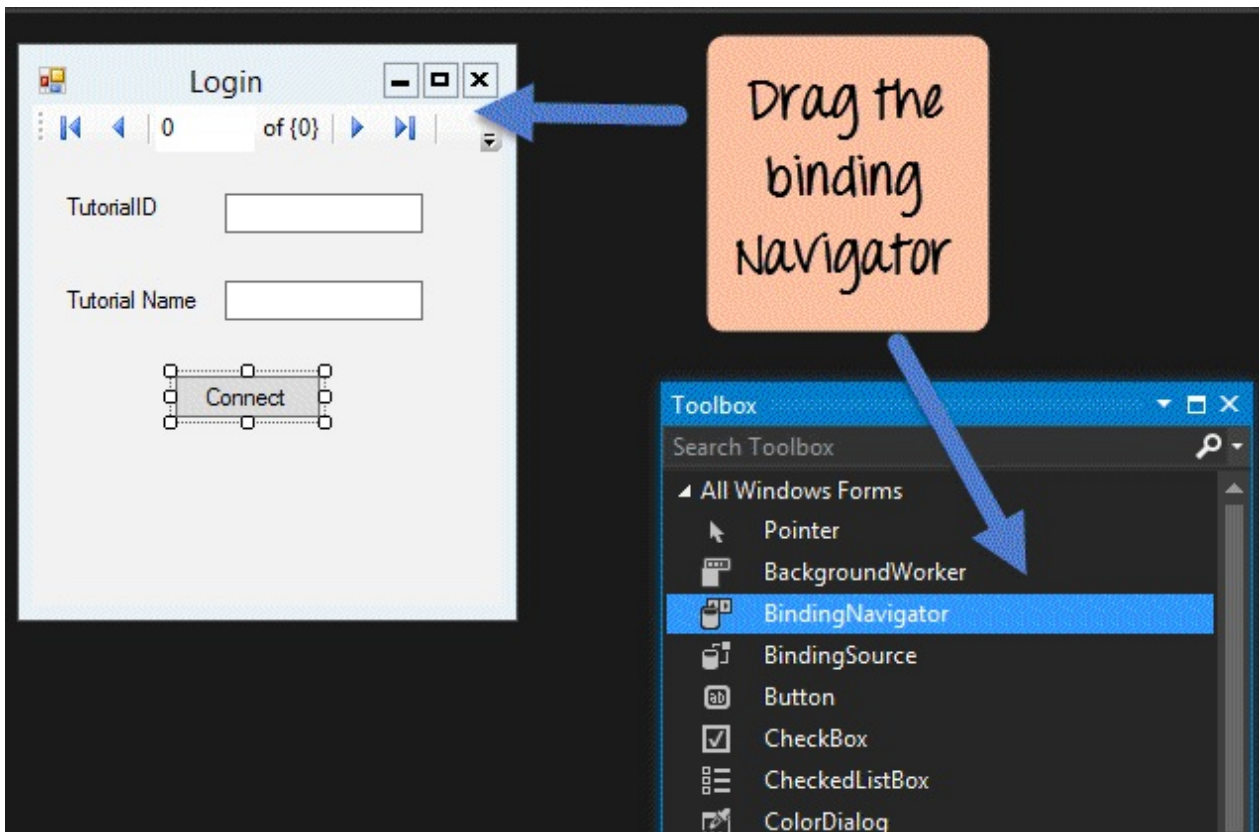 Login
0 of {0}
TutorialID
Tutorial Name
Connect
Drag the
binding
Navigator
Toolbox
Search Toolbox
All Windows Forms
Pointer
BackgroundWorker
BindingNavigator
BindingSource
ab Button
CheckBox
CheckedListBox
ColorDialog